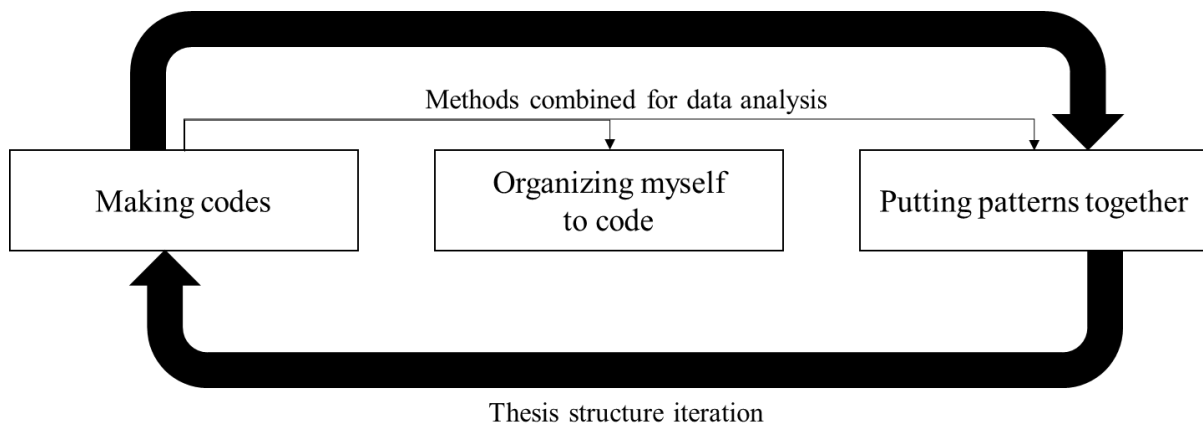 Methods combined for data analysis
Making codes
Organizing myself
to code
Putting patterns together
Thesis structure iteration